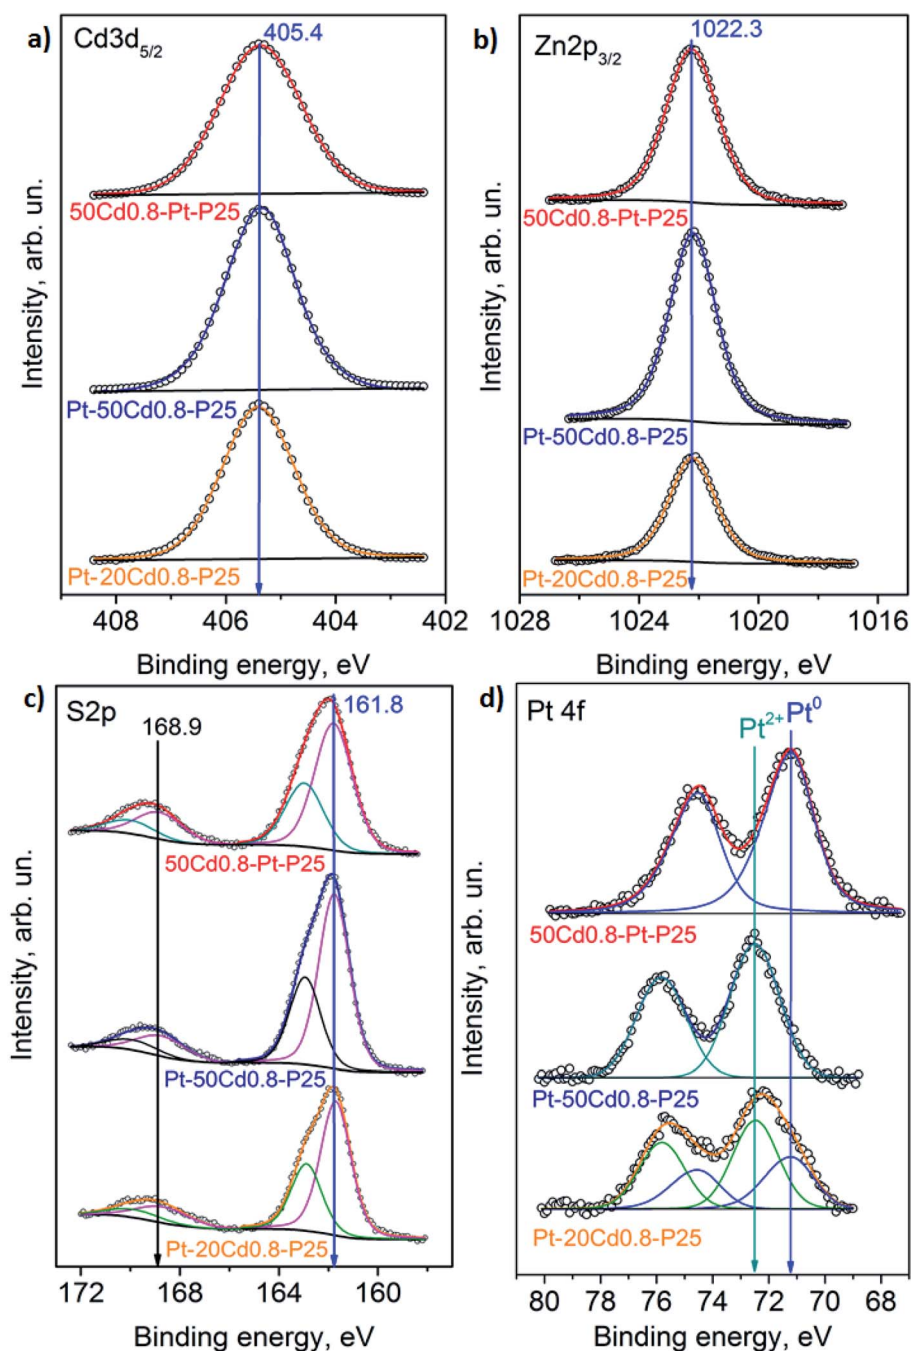 a)
Cd3d5/2
405.4
50Cd0.8-Pt-P25
Pt-50Cd0.8-P25
Pt-20Cd0.8-P25
Intensity, arb. un.
408 406 404 402
Binding energy, eV
b)
Zn2p3/2
1022.3
50Cd0.8-Pt-P25
Pt-50Cd0.8-P25
Pt-20Cd0.8-P25
Intensity, arb. un.
1028 1024 1020 1016
Binding energy, eV
c)
S2p
168.9
161.8
50Cd0.8-Pt-P25
Pt-50Cd0.8-P25
Pt-20Cd0.8-P25
Intensity, arb. un.
172 168 164 160
Binding energy, eV
d)
Pt 4f
Pt2+ Pt0
50Cd0.8-Pt-P25
Pt-50Cd0.8-P25
Pt-20Cd0.8-P25
Intensity, arb. un.
80 78 76 74 72 70 68
Binding energy, eV